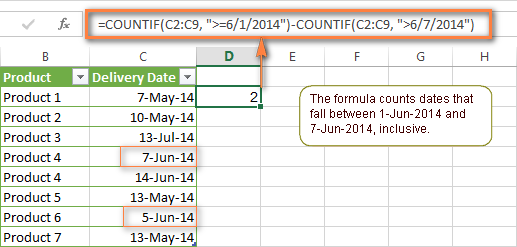 fx =COUNTIF(C2:C9, ">=6/1/2014")-COUNTIF(C2:C9, ">6/7/2014")
B C D E F G H
Product Delivery Date
Product 1 7-May-14 2
Product 2 10-May-14
Product 3 13-Jul-14
Product 4 7-Jun-14
Product 4 14-Jun-14
Product 5 13-May-14
Product 6 5-Jun-14
Product 7 13-May-14
The formula counts dates that
fall between 1-Jun-2014 and
7-Jun-2014, inclusive.